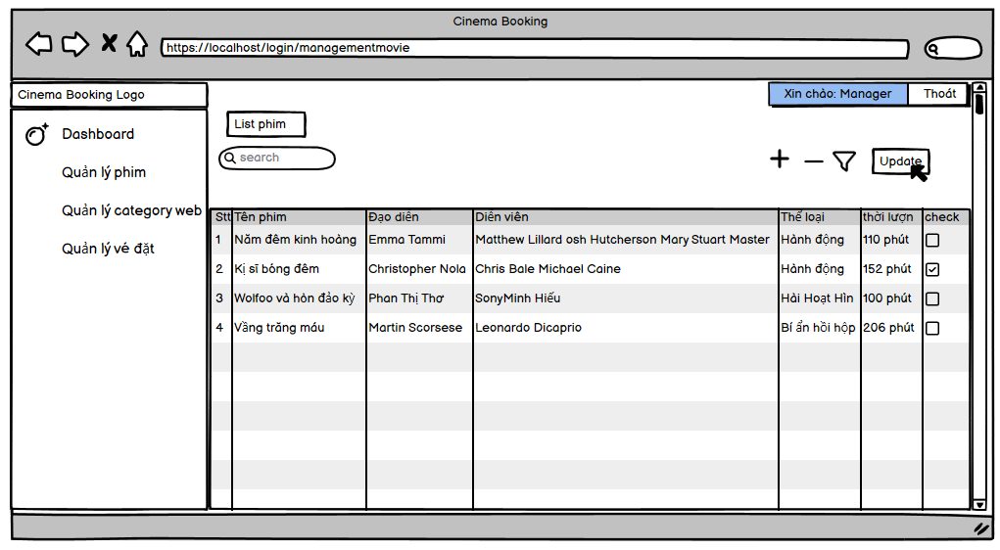 Cinema Booking
https://localhost/login/managementmovie
Cinema Booking Logo
Xin chào: Manager
Thoát
Dashboard
Quản lý phim
Quản lý category web
Quản lý vé đặt
List phim
search
Update
Stt Tên phim Đạo diễn Diễn viên Thể loại thời lượn check
1 Năm đêm kinh hoàng Emma Tammi Matthew Lillard osh Hutcherson Mary Stuart Master Hành động 110 phút
2 Kị sĩ bóng đêm Christopher Nola Chris Bale Michael Caine Hành động 152 phút
3 Wolfoo và hòn đảo kỳ Phan Thị Thơ SonyMinh Hiếu Hài Hoạt Hìn 100 phút
4 Vầng trăng máu Martin Scorsese Leonardo Dicaprio Bí ẩn hồi hộp 206 phút